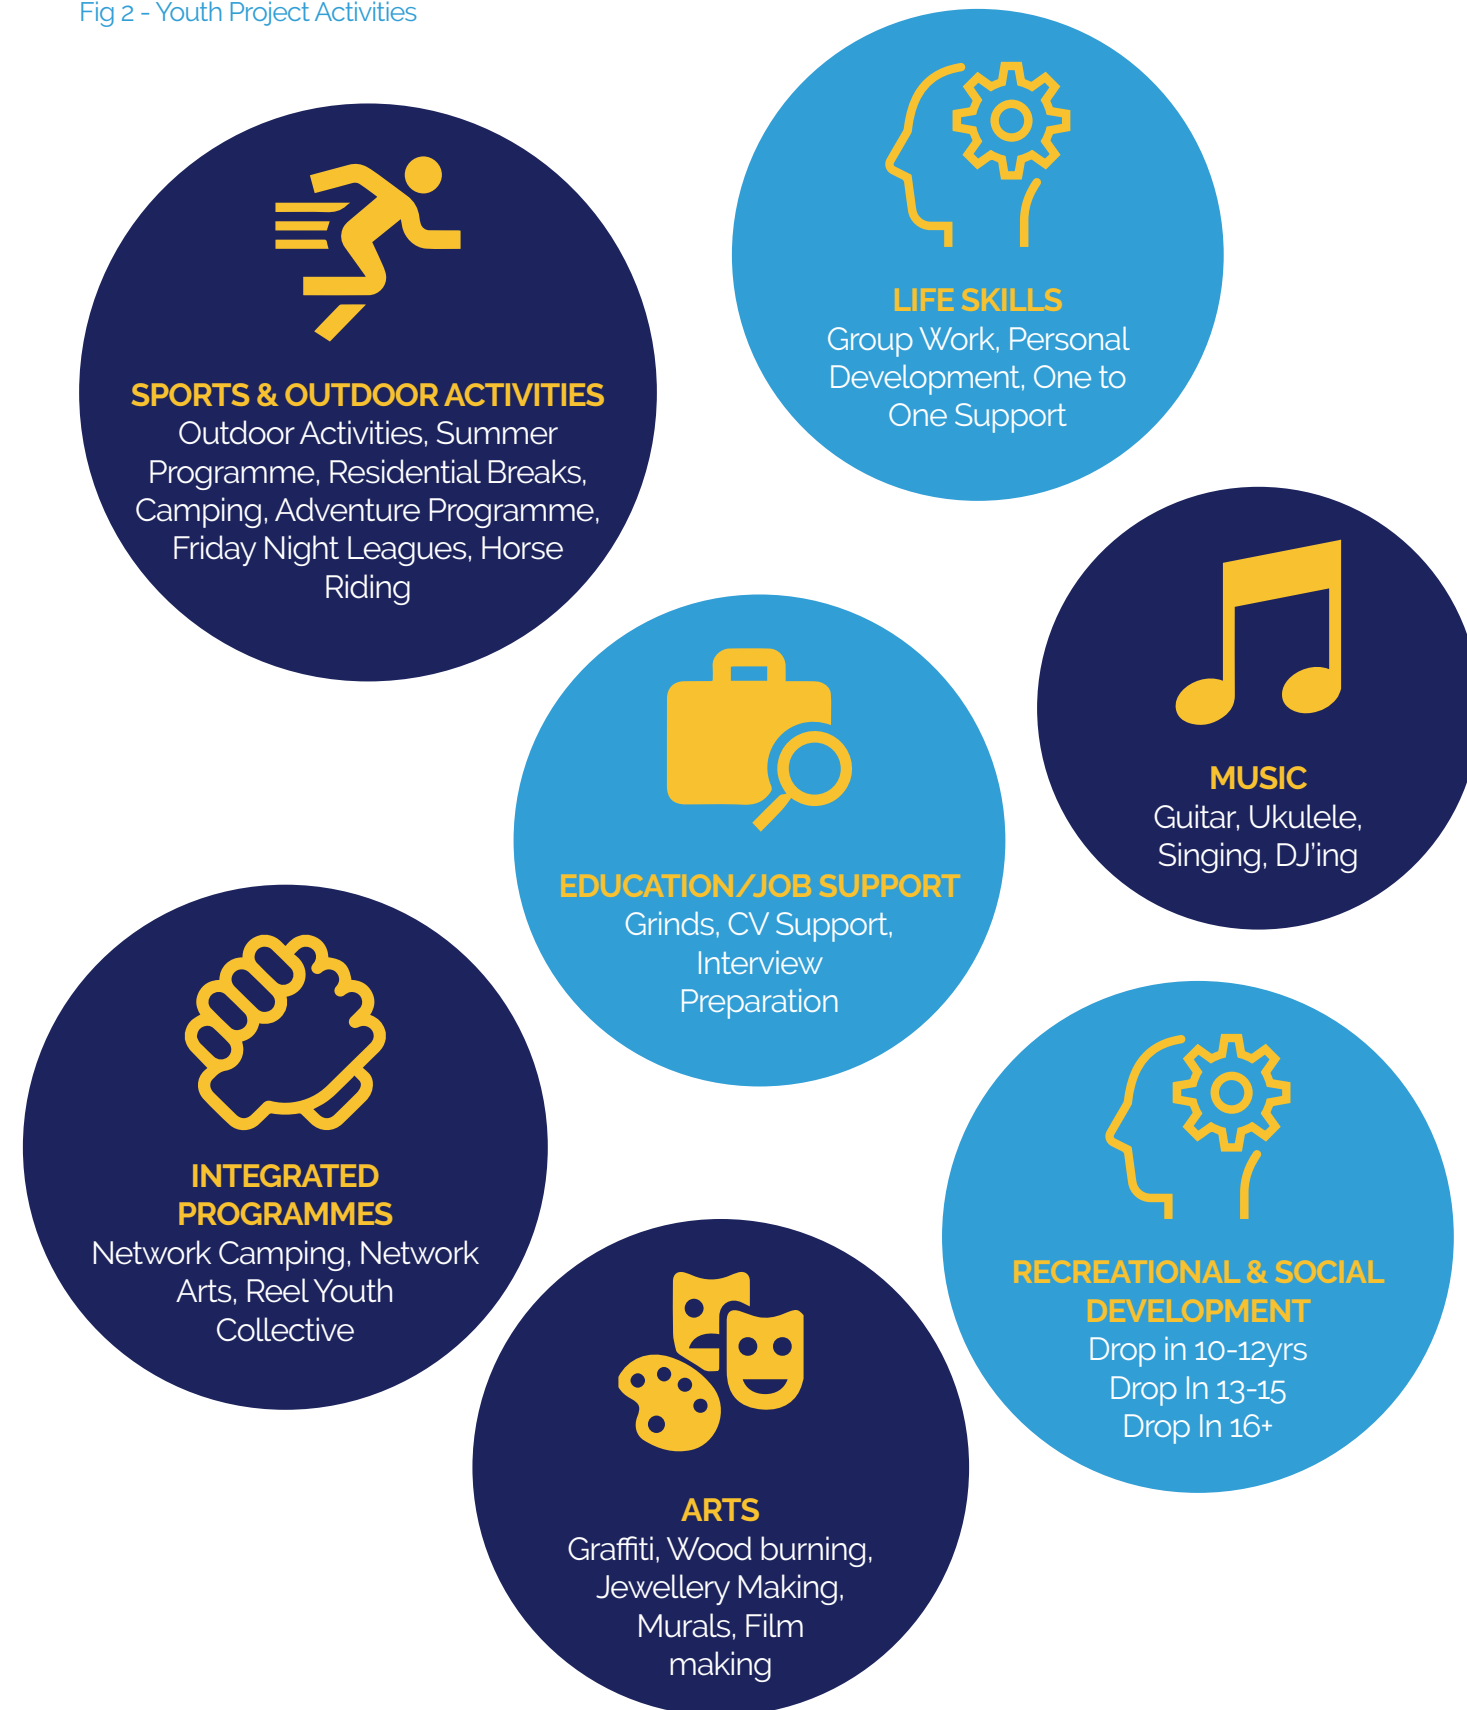 Fig 2 - Youth Project Activities
LIFE SKILLS
Group Work, Personal
Development, One to
One Support
SPORTS & OUTDOOR ACTIVITIES
Outdoor Activities, Summer
Programme, Residential Breaks,
Camping, Adventure Programme,
Friday Night Leagues, Horse
Riding
MUSIC
Guitar, Ukulele,
Singing, DJ'ing
EDUCATION/JOB SUPPORT
Grinds, CV Support,
Interview
Preparation
INTEGRATED
PROGRAMMES
Network Camping, Network
Arts, Reel Youth
Collective
RECREATIONAL & SOCIAL
DEVELOPMENT
Drop in 10-12yrs
Drop In 13-15
Drop In 16+
ARTS
Graffiti, Wood burning,
Jewellery Making,
Murals, Film
making